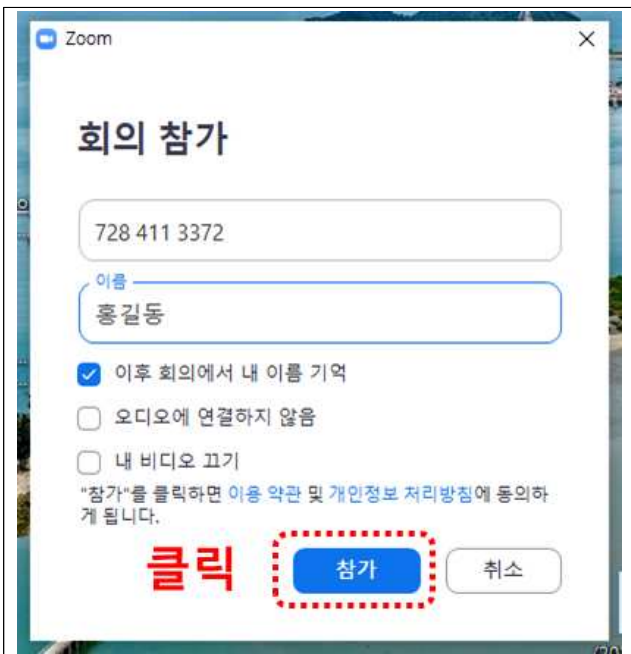 Zoom
회의 참가
728 411 3372
이름
홍길동
이후 회의에서 내 이름 기억
오디오에 연결하지 않음
내 비디오 끄기
"참가"를 클릭하면 이용 약관 및 개인정보 처리방침에 동의하
게 됩니다.
클릭 참가 취소